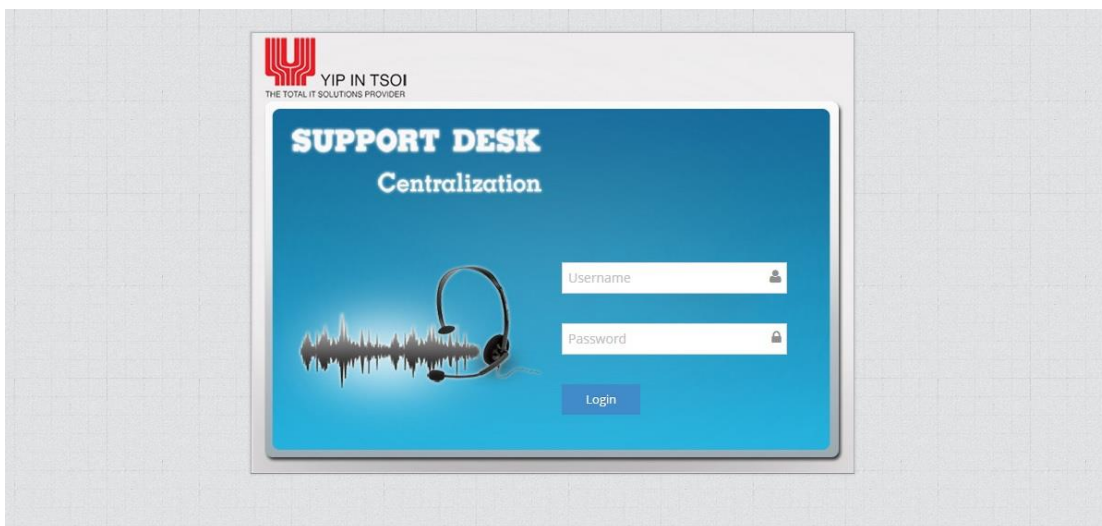 YIP IN TSOI
THE TOTAL IT SOLUTIONS PROVIDER
SUPPORT DESK
Centralization
Username
Password
Login